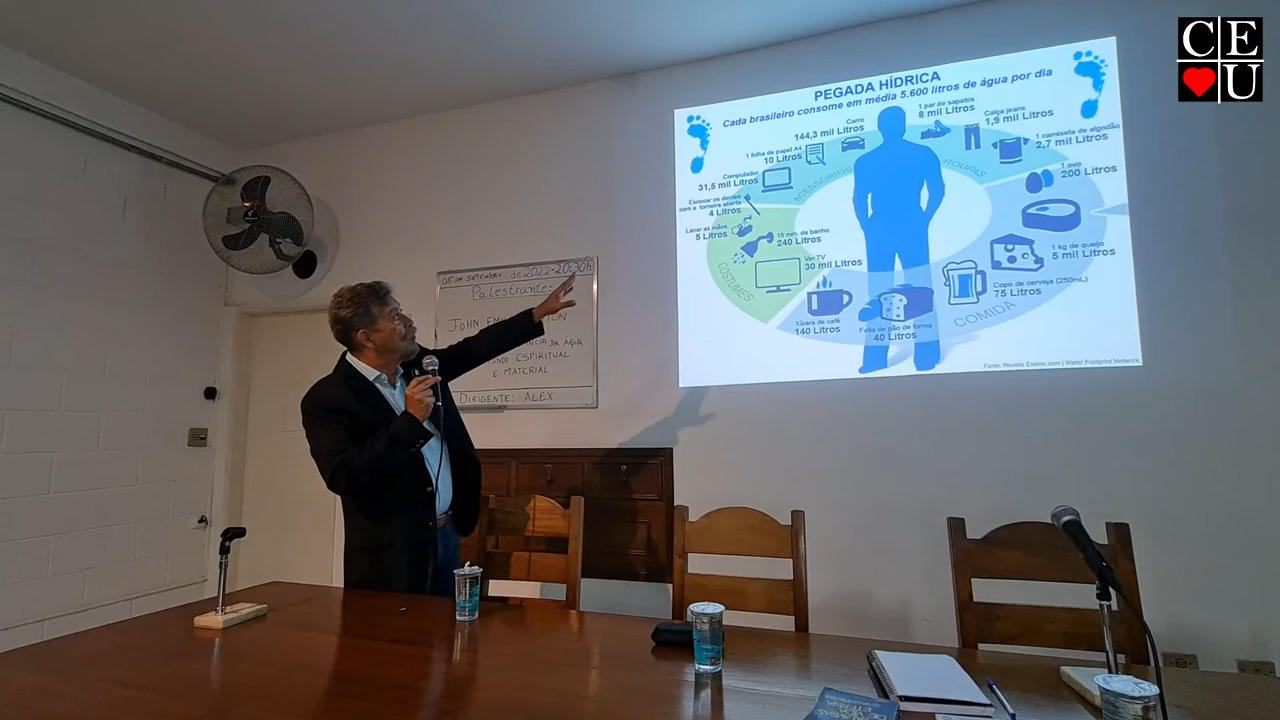 C E
U
PEGADA HÍDRICA
Cada brasileiro consome em média 5.600 litros de água por dia
1 par de sapatos
8 mil Litros
Calça jeans
1,9 mil Litros
1 camiseta de algodão
2,7 mil Litros
1 ovo
200 Litros
1 kg de queijo
5 mil Litros
Copo de cerveja (250mL)
75 Litros
COMIDA
Fatia de pão de forma
40 Litros
Xícara de café
140 Litros
Ver TV
30 mil Litros
15 min. de banho
240 Litros
COSTUMES
Lavar as mãos
5 Litros
Escovar os dentes
com a torneira aberta
4 Litros
Computador
31,5 mil Litros
1 folha de papel A4
10 Litros
Carro
144,3 mil Litros
ACESSÓRIOS
ROUPAS
Fonte: Revista Exame.com | Water Footprint Network
05 de setembro de 2022-20:30h
Palestrante:
JOHN
DA ÁGUA
ESPIRITUAL
E MATERIAL
DIRIGENTE: ALEX